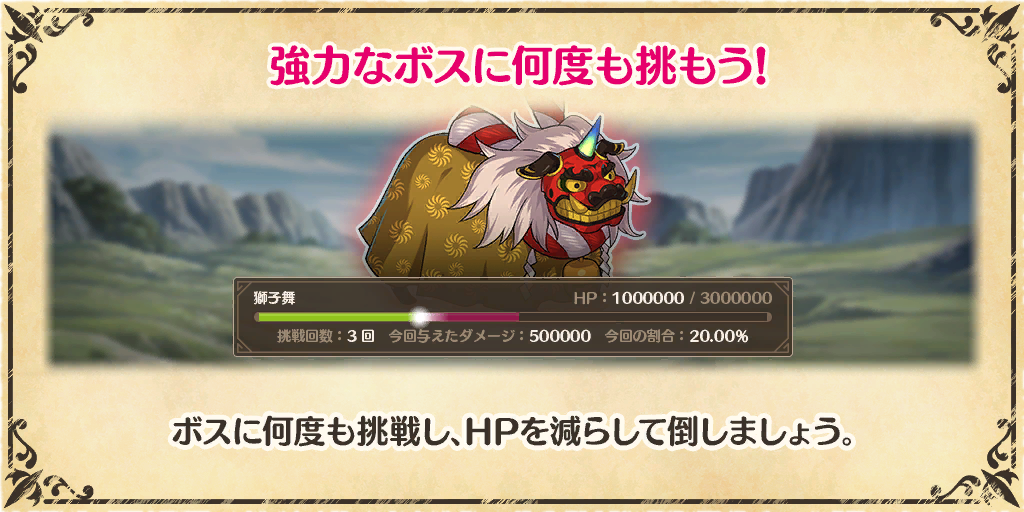 強力なボスに何度も挑もう!
獅子舞 HP：1000000 / 3000000
挑戦回数：3 回 今回与えたダメージ：500000 今回の割合：20.00%
ボスに何度も挑戦し、HPを減らして倒しましょう。